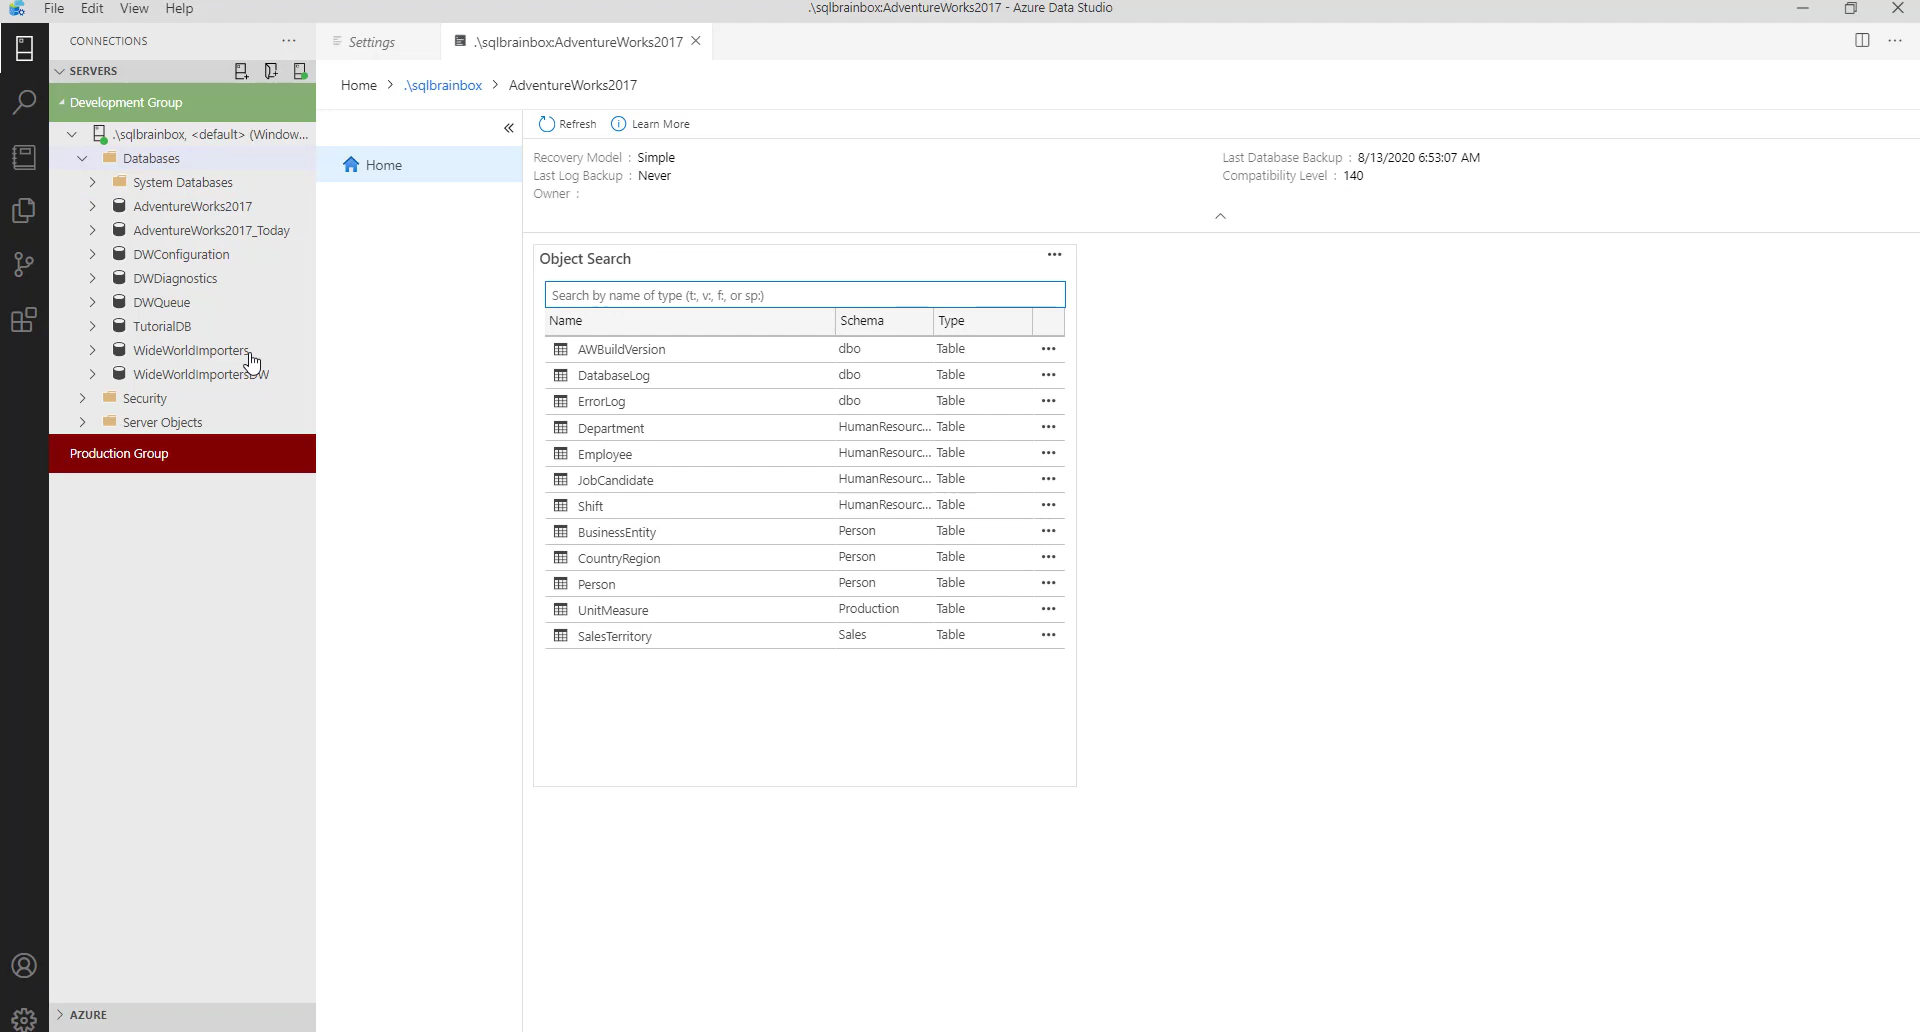 File Edit View Help
.\sqlbrainbox:AdventureWorks2017 - Azure Data Studio
CONNECTIONS
SERVERS
Development Group
.\sqlbrainbox, <default> (Window...
Databases
System Databases
AdventureWorks2017
AdventureWorks2017_Today
DWConfiguration
DWDiagnostics
DWQueue
TutorialDB
WideWorldImporters
WideWorldImportersDW
Security
Server Objects
Production Group
AZURE
Settings
.\sqlbrainbox:AdventureWorks2017
Home > .\sqlbrainbox > AdventureWorks2017
Home
Refresh Learn More
Recovery Model : Simple
Last Log Backup : Never
Owner :
Last Database Backup : 8/13/2020 6:53:07 AM
Compatibility Level : 140
Object Search
Search by name of type (t:, v:, f:, or sp:)
Name Schema Type
AWBuildVersion dbo Table
DatabaseLog dbo Table
ErrorLog dbo Table
Department HumanResourc... Table
Employee HumanResourc... Table
JobCandidate HumanResourc... Table
Shift HumanResourc... Table
BusinessEntity Person Table
CountryRegion Person Table
Person Person Table
UnitMeasure Production Table
SalesTerritory Sales Table